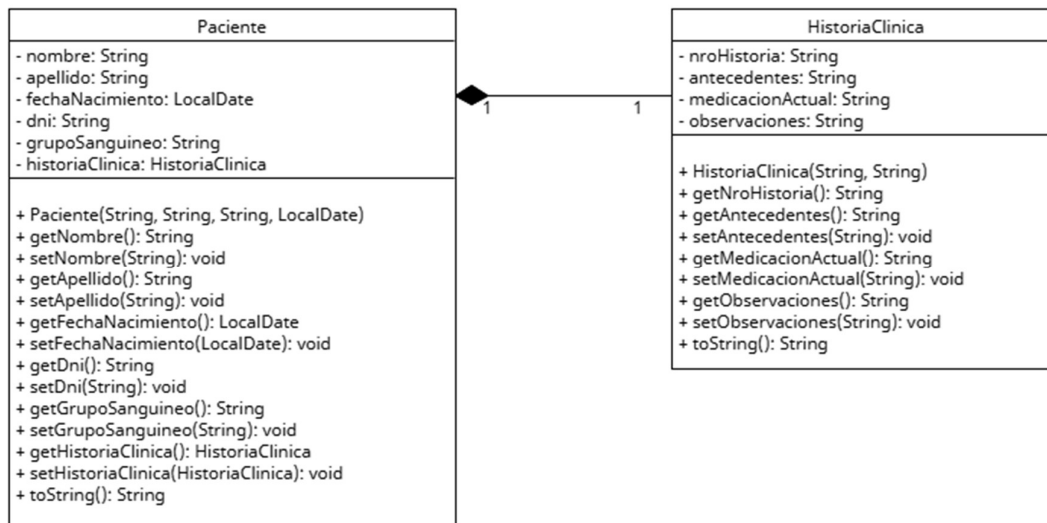 Paciente
- nombre: String
- apellido: String
- fechaNacimiento: LocalDate
- dni: String
- grupoSanguineo: String
- historiaClinica: HistoriaClinica
+ Paciente(String, String, String, LocalDate)
+ getNombre(): String
+ setNombre(String): void
+ getApellido(): String
+ setApellido(String): void
+ getFechaNacimiento(): LocalDate
+ setFechaNacimiento(LocalDate): void
+ getDni(): String
+ setDni(String): void
+ getGrupoSanguineo(): String
+ setGrupoSanguineo(String): void
+ getHistoriaClinica(): HistoriaClinica
+ setHistoriaClinica(HistoriaClinica): void
+ toString(): String
1
1
HistoriaClinica
- nroHistoria: String
- antecedentes: String
- medicacionActual: String
- observaciones: String
+ HistoriaClinica(String, String)
+ getNroHistoria(): String
+ getAntecedentes(): String
+ setAntecedentes(String): void
+ getMedicacionActual(): String
+ setMedicacionActual(String): void
+ getObservaciones(): String
+ setObservaciones(String): void
+ toString(): String